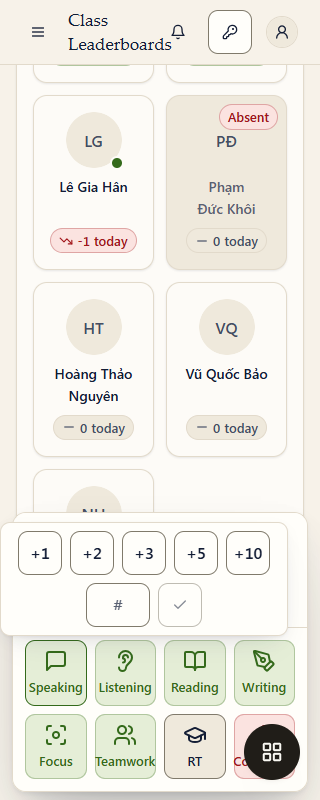 Class
Leaderboards
Absent
LG
PĐ
Lê Gia Hân
Phạm
Đức Khôi
-1 today
0 today
HT
VQ
Hoàng Thảo
Nguyên
Vũ Quốc Bảo
0 today
0 today
+1
+2
+3
+5
+10
#
Speaking
Listening
Reading
Writing
Focus
Teamwork
RT